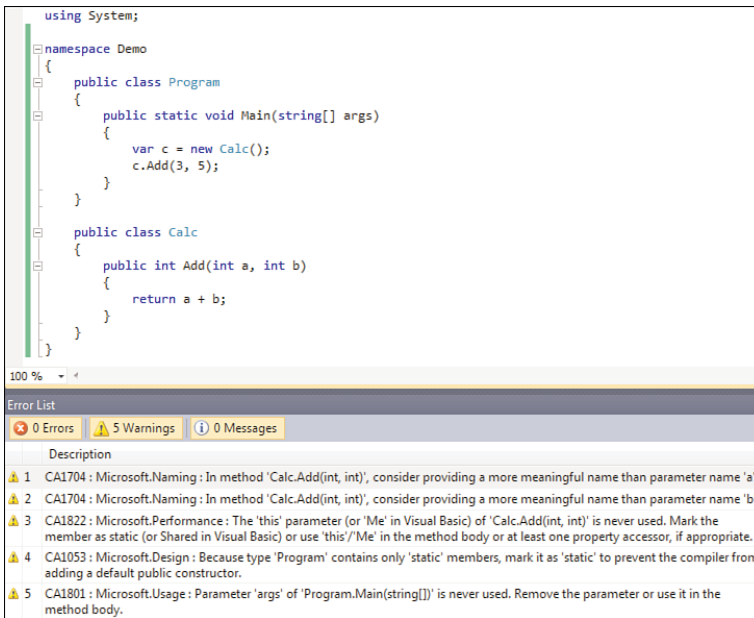 using System;
namespace Demo
{
public class Program
{
public static void Main(string[] args)
{
var c = new Calc();
c.Add(3, 5);
}
}
public class Calc
{
public int Add(int a, int b)
{
return a + b;
}
}
}
100 %
Error List
0 Errors 5 Warnings 0 Messages
Description
1 CA1704 : Microsoft.Naming : In method 'Calc.Add(int, int)', consider providing a more meaningful name than parameter name 'a'
2 CA1704 : Microsoft.Naming : In method 'Calc.Add(int, int)', consider providing a more meaningful name than parameter name 'b
3 CA1822 : Microsoft.Performance : The 'this' parameter (or 'Me' in Visual Basic) of 'Calc.Add(int, int)' is never used. Mark the
member as static (or Shared in Visual Basic) or use 'this'/'Me' in the method body or at least one property accessor, if appropriate.
4 CA1053 : Microsoft.Design : Because type 'Program' contains only 'static' members, mark it as 'static' to prevent the compiler from
adding a default public constructor.
5 CA1801 : Microsoft.Usage : Parameter 'args' of 'Program.Main(string[])' is never used. Remove the parameter or use it in the
method body.